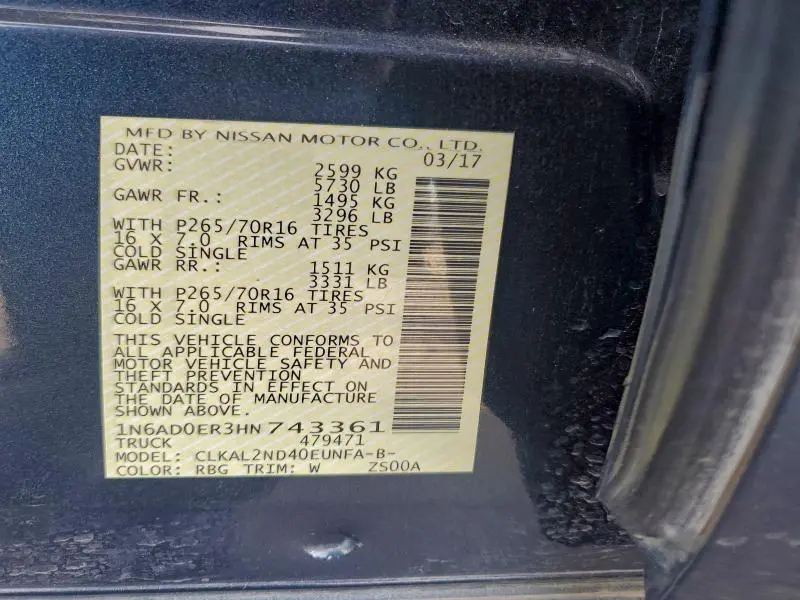 MFD BY NISSAN MOTOR CO., LTD.
DATE: 03/17
GVWR: 2599 KG
5730 LB
GAWR FR.: 1495 KG
3296 LB
WITH P265/70R16 TIRES
16 X 7.0 RIMS AT 35 PSI
COLD SINGLE
GAWR RR.: 1511 KG
3331 LB
WITH P265/70R16 TIRES
16 X 7.0 RIMS AT 35 PSI
COLD SINGLE
THIS VEHICLE CONFORMS TO
ALL APPLICABLE FEDERAL
MOTOR VEHICLE SAFETY AND
THEFT PREVENTION
STANDARDS IN EFFECT ON
THE DATE OF MANUFACTURE
SHOWN ABOVE.
1N6AD0ER3HN743361
TRUCK 479471
MODEL: CLKAL2ND40EUNFA-B-
COLOR: RBG TRIM: W ZS00A